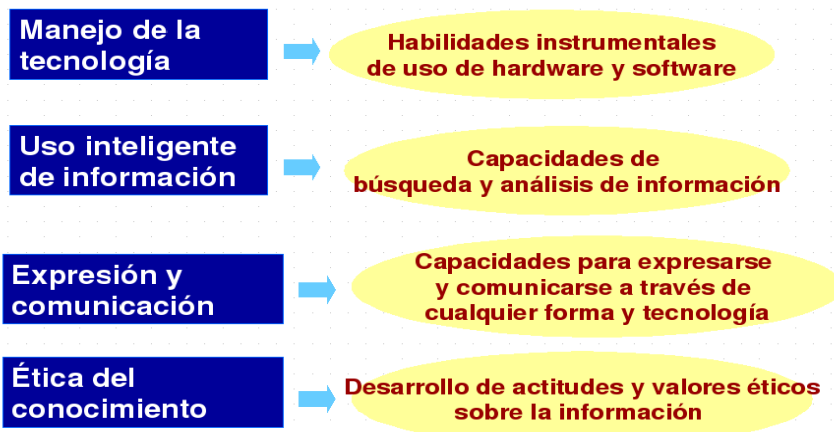 Manejo de la
tecnología
Habilidades instrumentales
de uso de hardware y software
Uso inteligente
de información
Capacidades de
búsqueda y análisis de información
Expresión y
comunicación
Capacidades para expresarse
y comunicarse a través de
cualquier forma y tecnología
Ética del
conocimiento
Desarrollo de actitudes y valores éticos
sobre la información